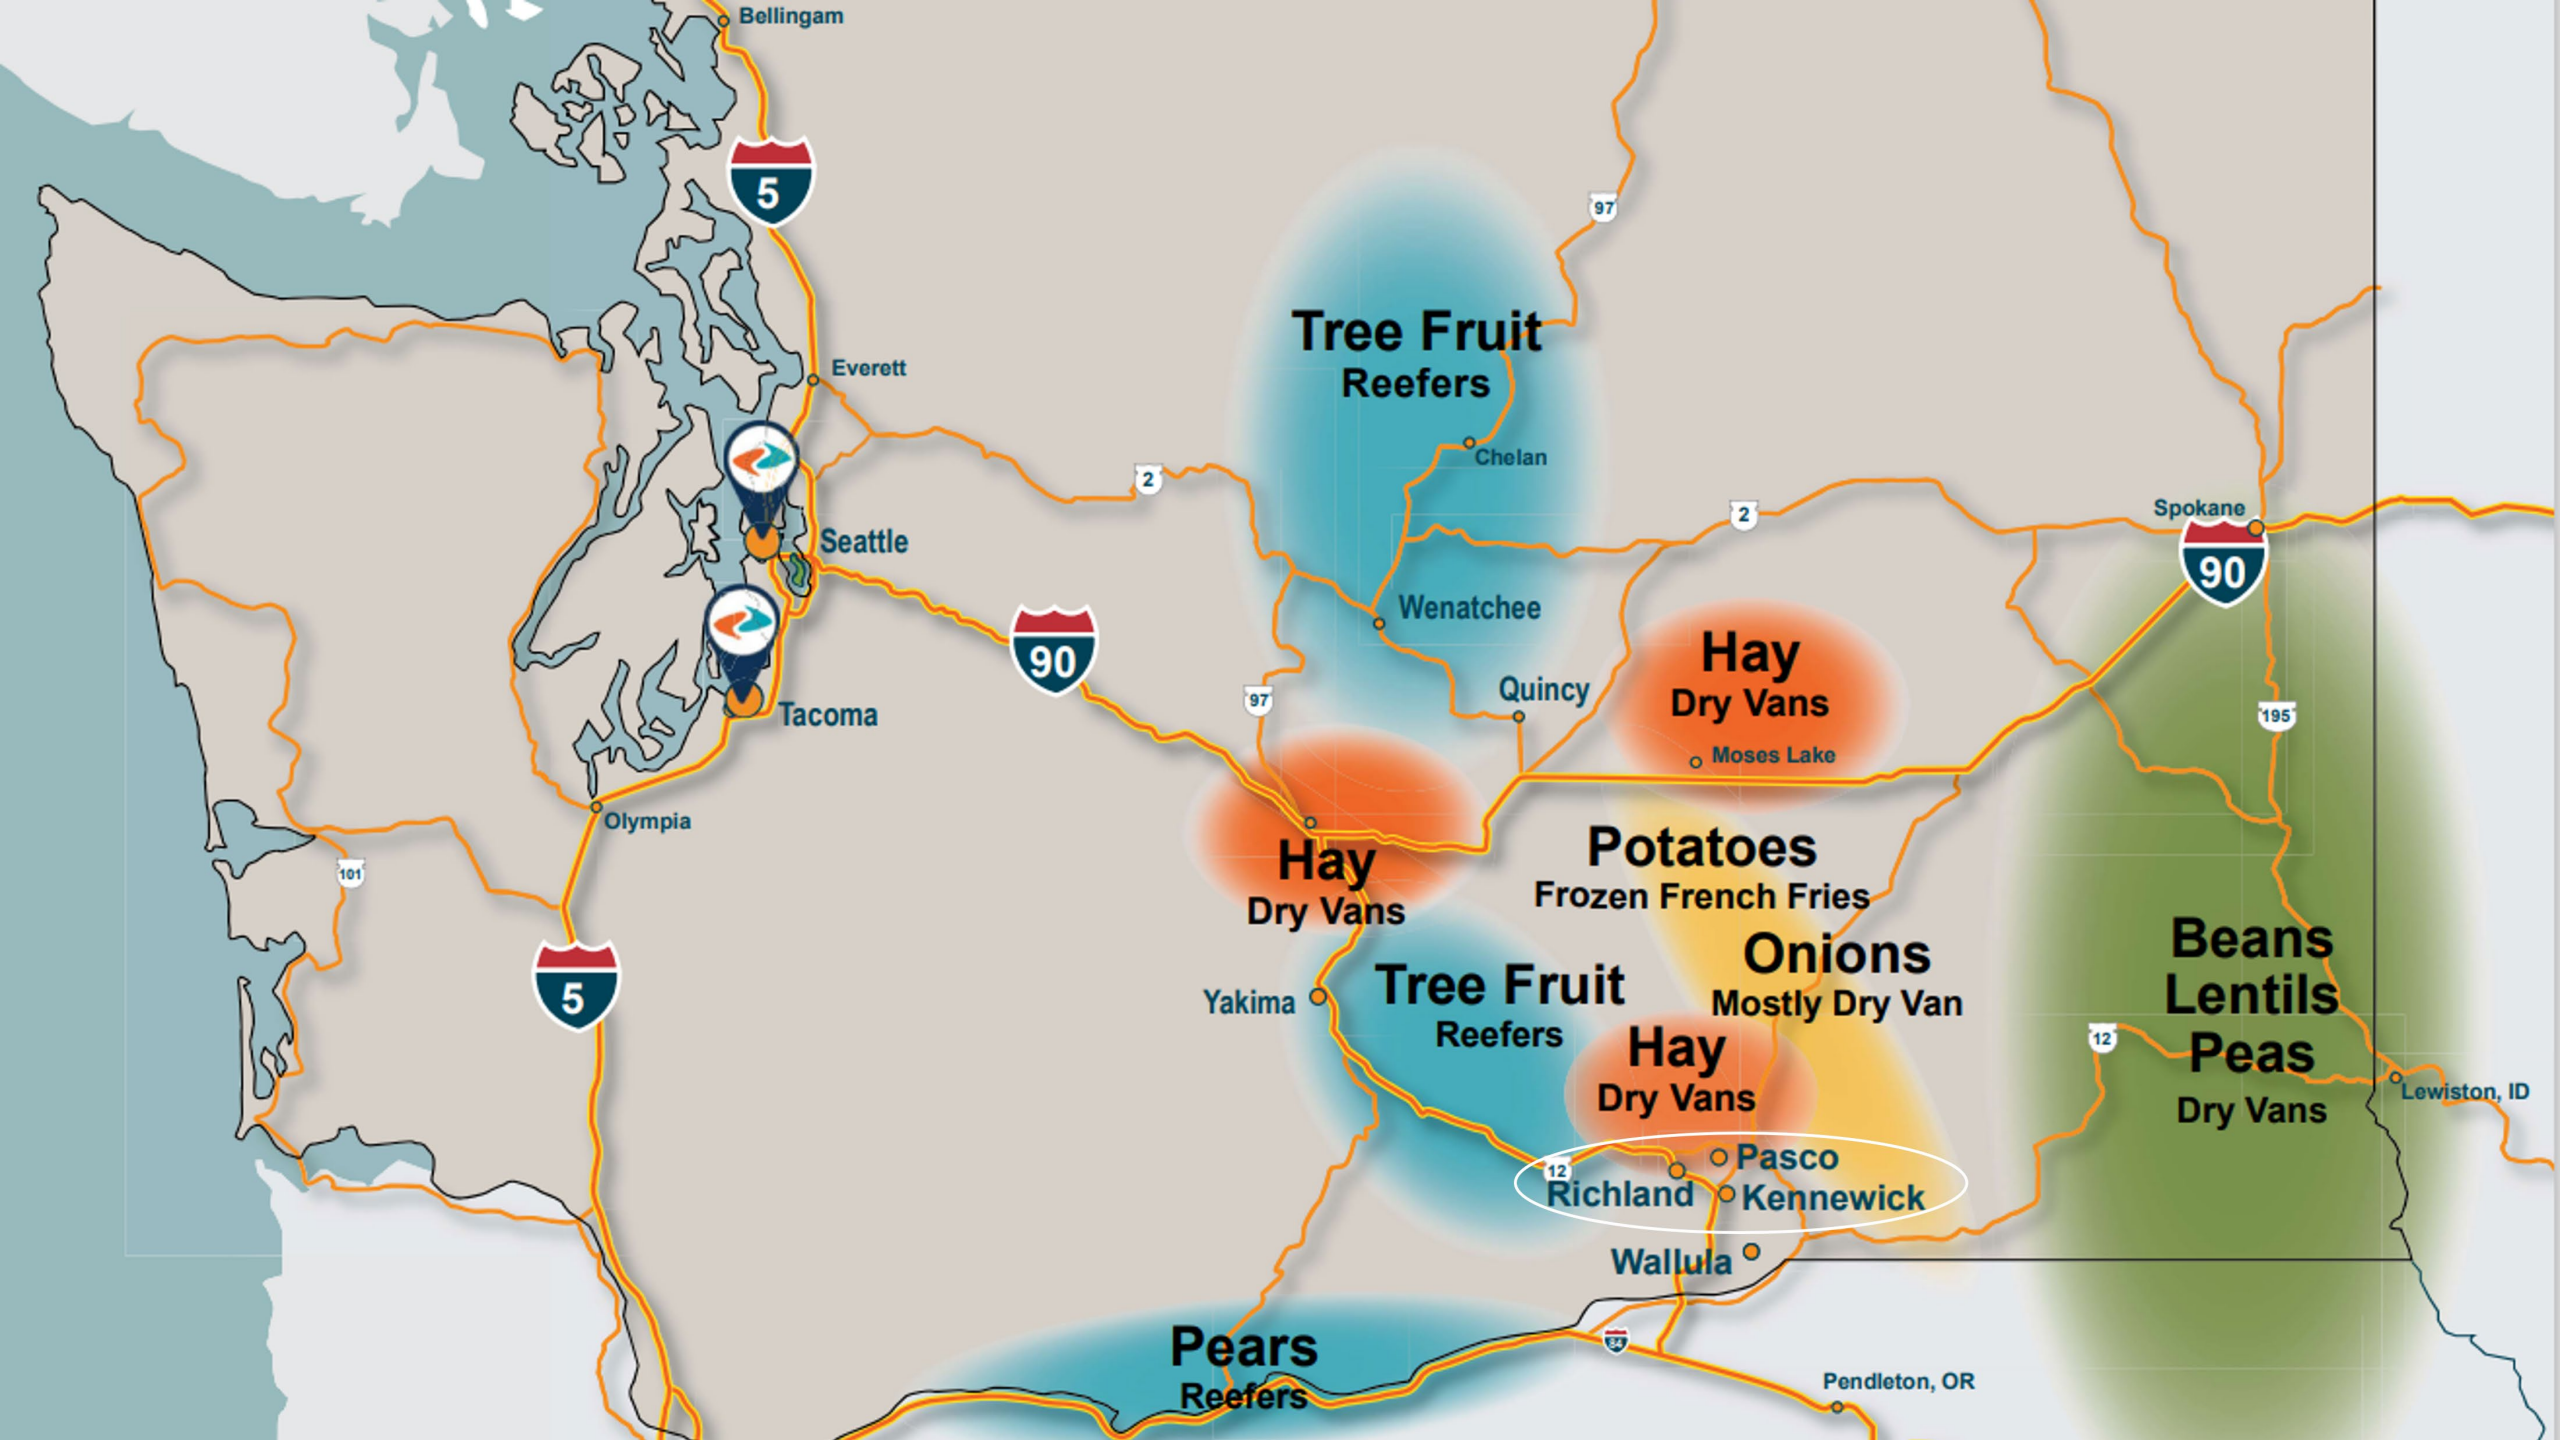 Bellingam
5
97
Everett
Tree Fruit
Reefers
Chelan
2
2
Spokane
90
Seattle
Wenatchee
90
Hay
Dry Vans
Quincy
97
Tacoma
195
Moses Lake
Olympia
101
Hay
Dry Vans
Potatoes
Frozen French Fries
Onions
Mostly Dry Van
Beans
Lentils
Peas
Dry Vans
5
Yakima
Tree Fruit
Reefers
Hay
Dry Vans
12
Lewiston, ID
12
Pasco
Richland
Kennewick
Wallula
Pears
Reefers
84
Pendleton, OR